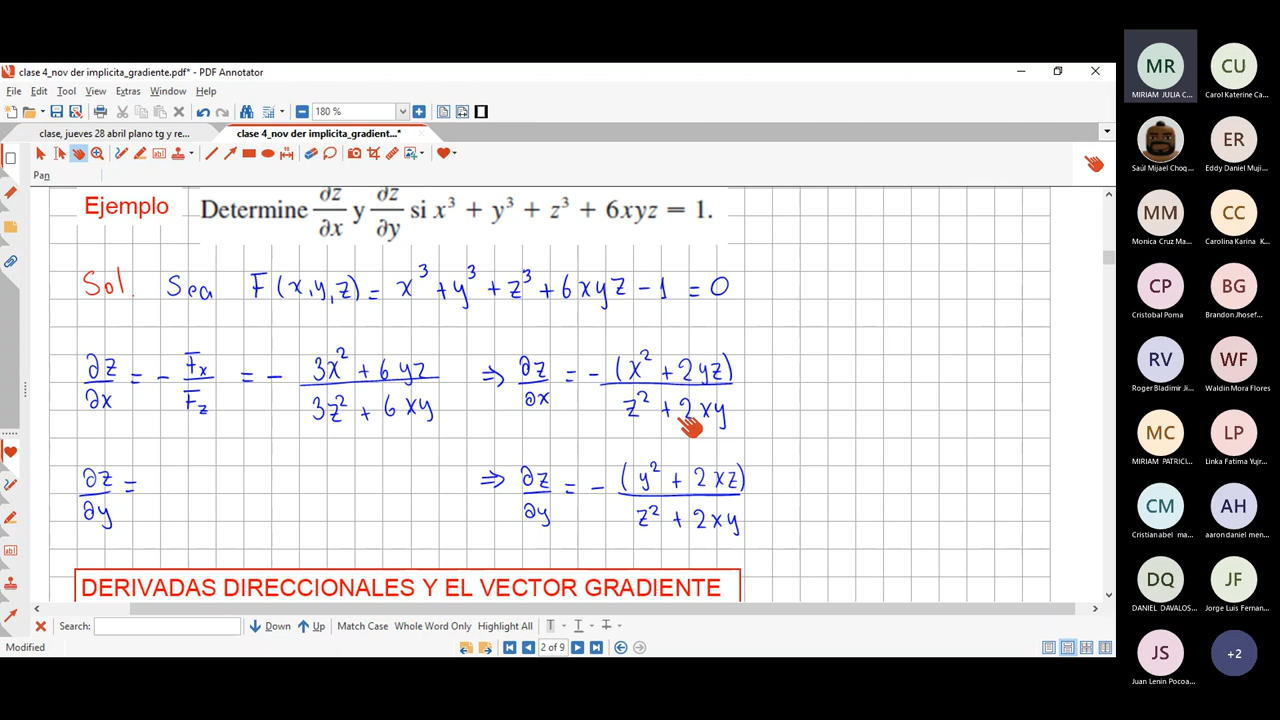 clase 4_nov der implicita_gradiente.pdf* - PDF Annotator
File Edit Tool View Extras Window Help
180 %
clase, jueves 28 abril plano tg y re...
clase 4_nov der implicita_gradient...*
Pan
Ejemplo Determine ∂z/∂x y ∂z/∂y si x³ + y³ + z³ + 6xyz = 1.
Sol. Sea F(x,y,z) = x³ + y³ + z³ + 6xyz - 1 = 0
∂z/∂x = - Fx/Fz = - (3x² + 6yz)/(3z² + 6xy) ⇒ ∂z/∂x = - (x² + 2yz)/(z² + 2xy)
∂z/∂y = ⇒ ∂z/∂y = - (y² + 2xz)/(z² + 2xy)
DERIVADAS DIRECCIONALES Y EL VECTOR GRADIENTE
Search: Down Up Match Case Whole Word Only Highlight All T T T
Modified
2 of 9
MR
MIRIAM JULIA C...
CU
Carol Katerine Ca...
Saúl Mijael Choq...
ER
Eddy Daniel Muji...
MM
Monica Cruz Ma...
CC
Carolina Karina K...
CP
Cristobal Poma
BG
Brandon Jhosef...
RV
Roger Bladimir Ji...
WF
Waldin Mora Flores
MC
MIRIAM PATRICI...
LP
Linka Fatima Yujr...
CM
Cristian abel ma...
AH
aaron daniel men...
DQ
DANIEL DAVALOS...
JF
Jorge Luis Fernan...
JS
Juan Lenin Pocoa...
+2